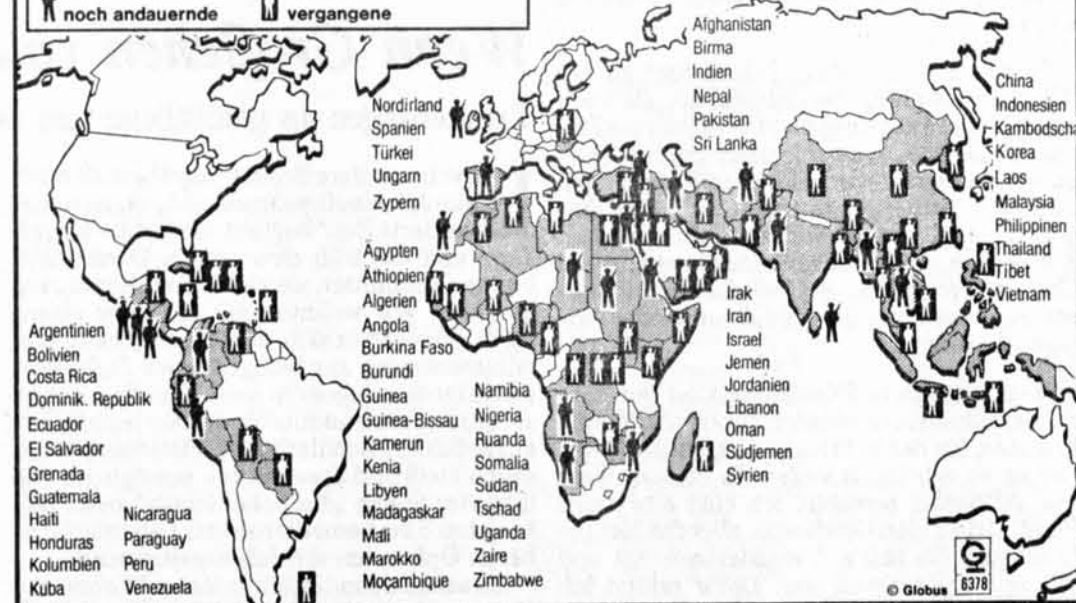 noch andauernde
vergangene
Nordirland
Spanien
Türkei
Ungarn
Zypern
Ägypten
Äthiopien
Algerien
Angola
Burkina Faso
Burundi
Guinea
Guinea-Bissau
Kamerun
Kenia
Libyen
Madagaskar
Mali
Marokko
Moçambique
Namibia
Nigeria
Ruanda
Somalia
Sudan
Tschad
Uganda
Zaire
Zimbabwe
Argentinien
Bolivien
Costa Rica
Dominik. Republik
Ecuador
El Salvador
Grenada
Guatemala
Haiti
Honduras
Kolumbien
Kuba
Nicaragua
Paraguay
Peru
Venezuela
Afghanistan
Birma
Indien
Nepal
Pakistan
Sri Lanka
Irak
Iran
Israel
Jemen
Jordanien
Libanon
Oman
Südjemen
Syrien
China
Indonesien
Kambodscha
Korea
Laos
Malaysia
Philippinen
Thailand
Tibet
Vietnam
© Globus
G
6378